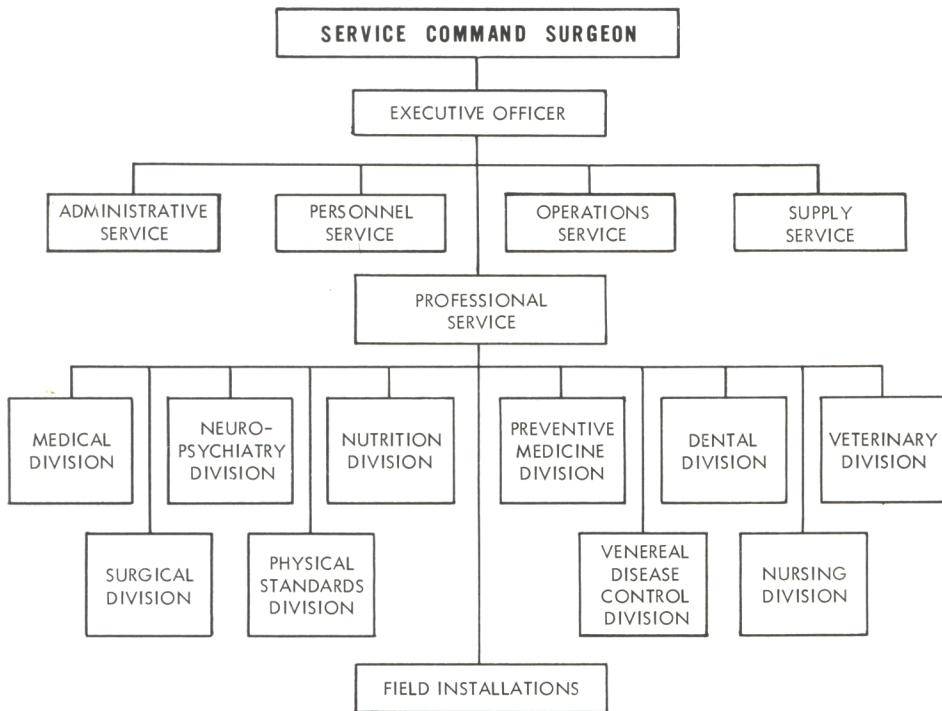 SERVICE COMMAND SURGEON
EXECUTIVE OFFICER
ADMINISTRATIVE
SERVICE
PERSONNEL
SERVICE
OPERATIONS
SERVICE
SUPPLY
SERVICE
PROFESSIONAL
SERVICE
MEDICAL
DIVISION
NEURO-
PSYCHIATRY
DIVISION
NUTRITION
DIVISION
PREVENTIVE
MEDICINE
DIVISION
DENTAL
DIVISION
VETERINARY
DIVISION
SURGICAL
DIVISION
PHYSICAL
STANDARDS
DIVISION
VENEREAL
DISEASE
CONTROL
DIVISION
NURSING
DIVISION
FIELD INSTALLATIONS